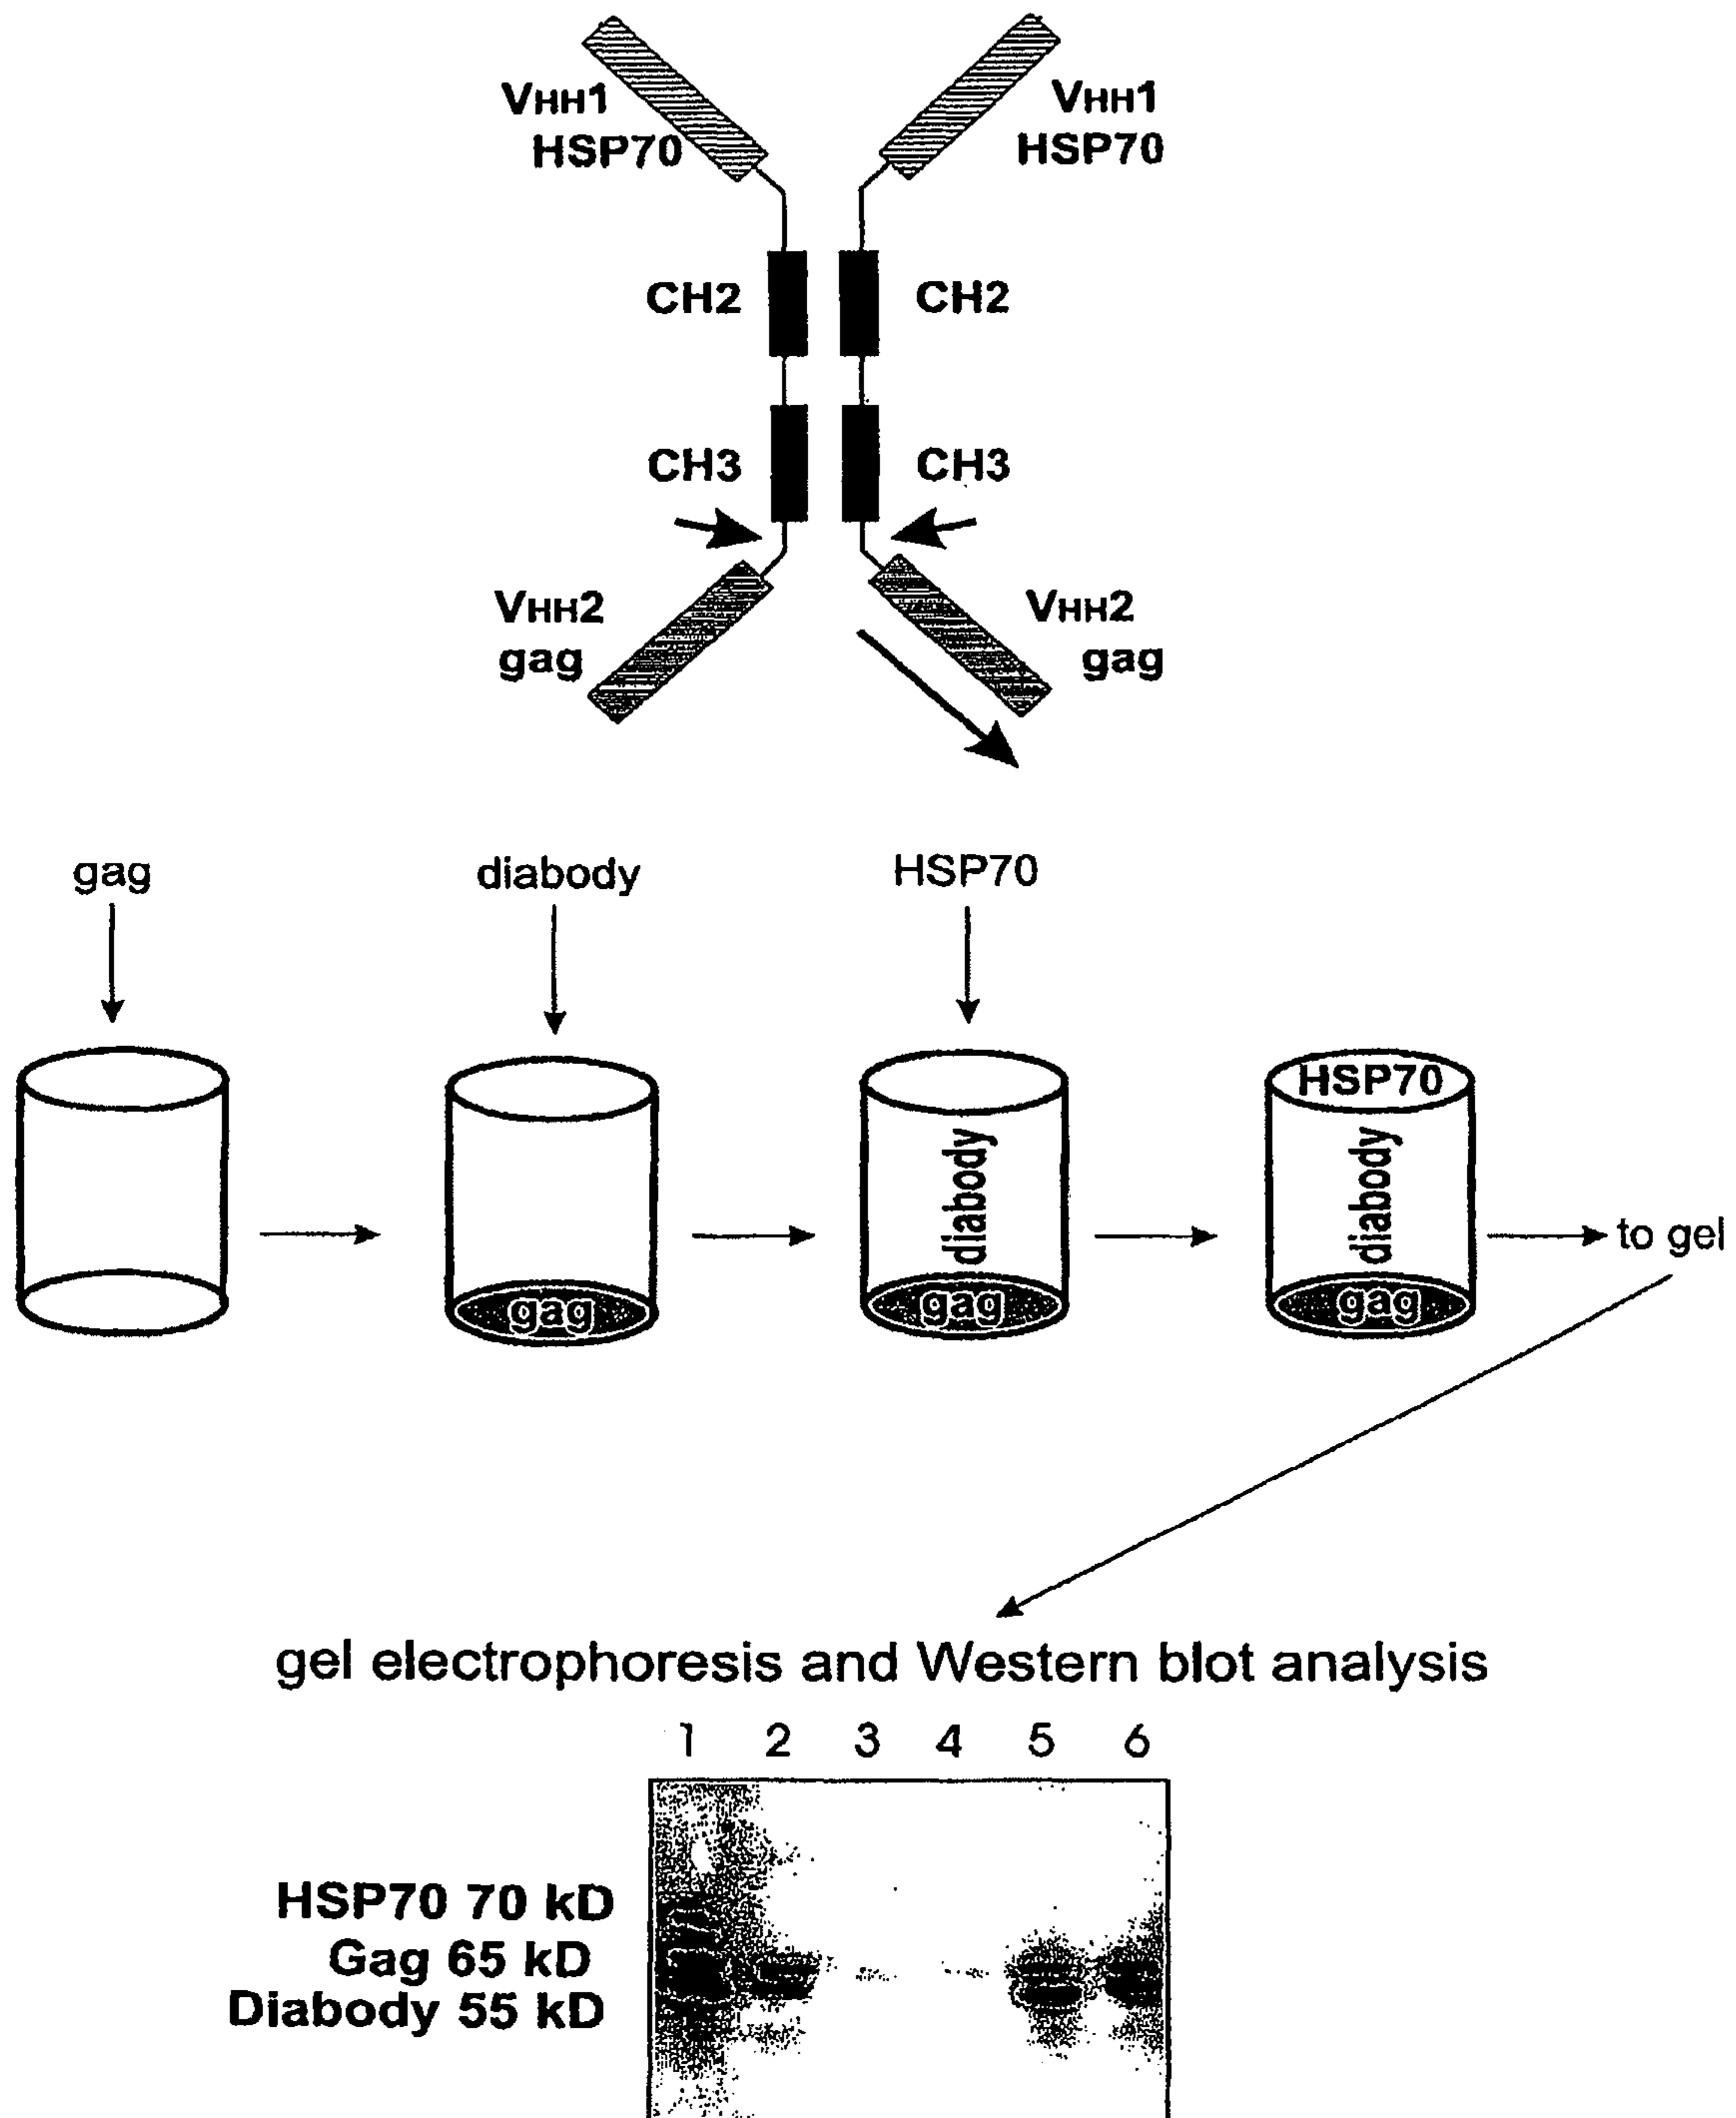 VHH1
HSP70
VHH1
HSP70
CH2
CH2
CH3
CH3
VHH2
gag
VHH2
gag
gag
diabody
HSP70
gag
diabody
gag
HSP70
diabody
gag
to gel
gel electrophoresis and Western blot analysis
1 2 3 4 5 6
HSP70 70 kD
Gag 65 kD
Diabody 55 kD